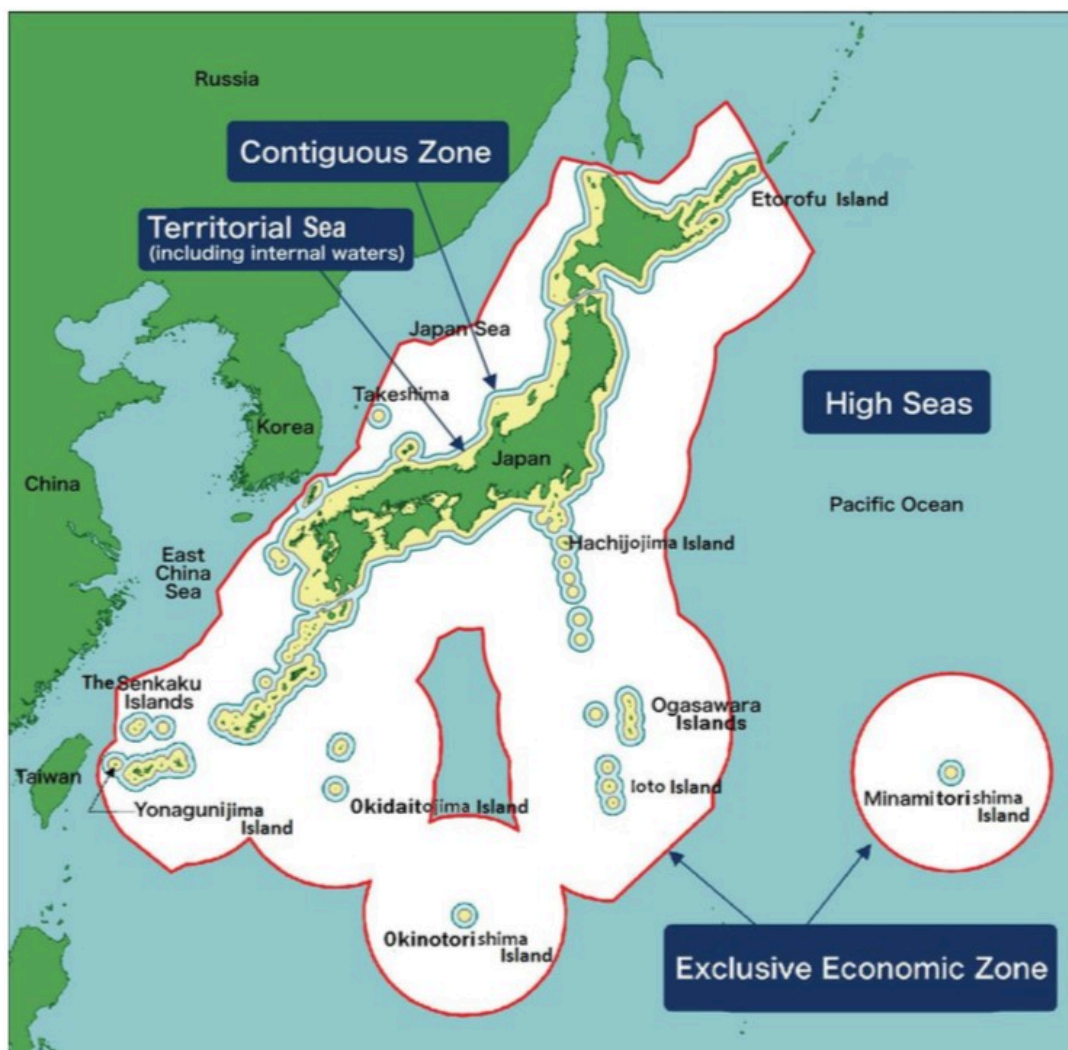 Russia
Contiguous Zone
Territorial Sea
(including internal waters)
Etorofu Island
Japan Sea
Takeshima
High Seas
Korea
Japan
China
Pacific Ocean
Hachijojima Island
East
China
Sea
The Senkaku
Islands
Ogasawara
Islands
Taiwan
Ioto Island
Minamitorishima
Island
Yonagunijima
Island
Okidaitojima Island
Okinotorishima
Island
Exclusive Economic Zone